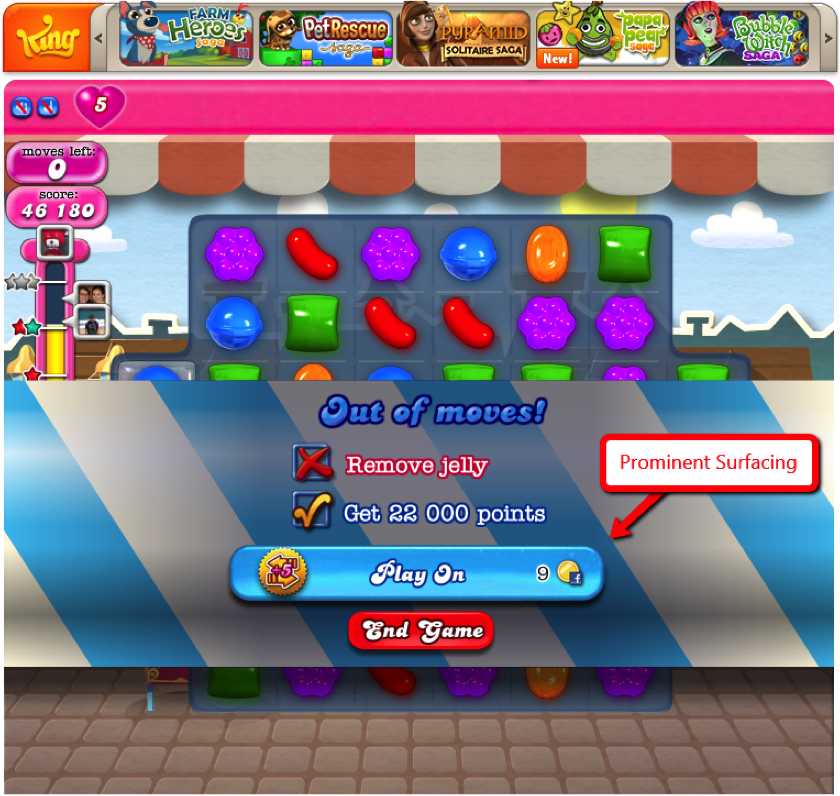 King
FARM
Heroes
saga
PetRescue
saga
PYRAMID
SOLITAIRE SAGA
New!
papa
pear
saga
Bubble
Witch
SAGA
5
moves left:
0
score:
46 180
Out of moves!
Remove jelly
Get 22 000 points
Prominent Surfacing
+5
Play On
9
f
End Game